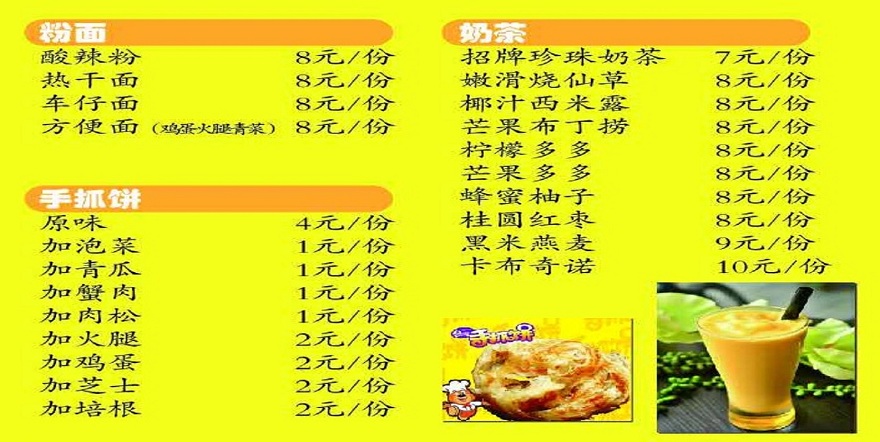 粉面
酸辣粉 8元/份
热干面 8元/份
车仔面 8元/份
方便面（鸡蛋火腿青菜） 8元/份
手抓饼
原味 4元/份
加泡菜 1元/份
加青瓜 1元/份
加蟹肉 1元/份
加肉松 1元/份
加火腿 2元/份
加鸡蛋 2元/份
加芝士 2元/份
加培根 2元/份
奶茶
招牌珍珠奶茶 7元/份
嫩滑烧仙草 8元/份
椰汁西米露 8元/份
芒果布丁捞 8元/份
柠檬多多 8元/份
芒果多多 8元/份
蜂蜜柚子 8元/份
桂圆红枣 8元/份
黑米燕麦 9元/份
卡布奇诺 10元/份
手抓饼